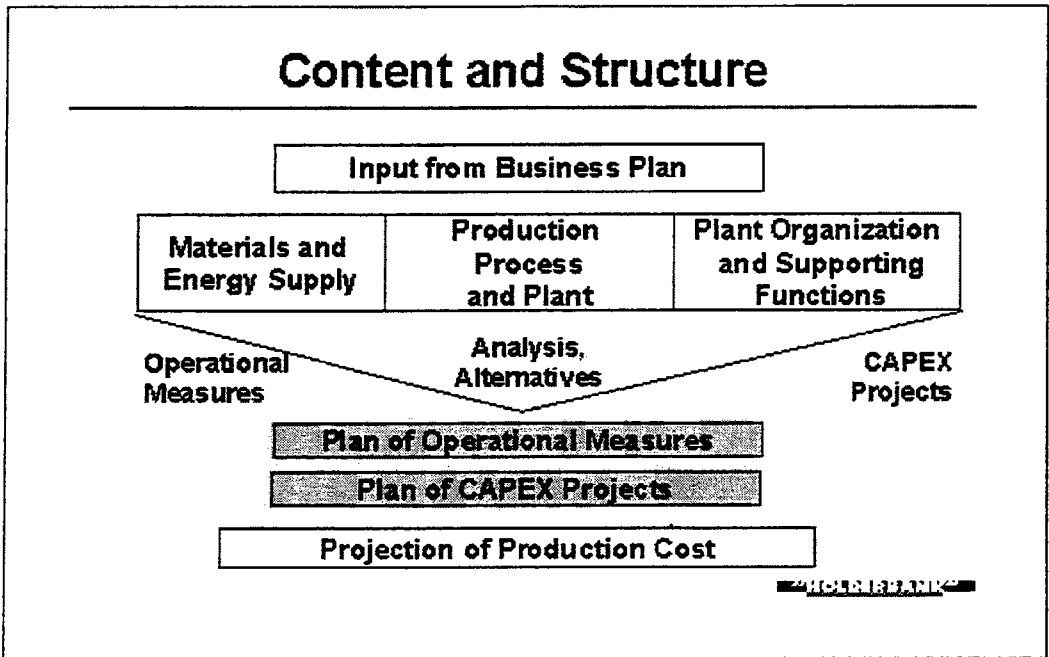 Content and Structure
Input from Business Plan
Materials and
Energy Supply
Production
Process
and Plant
Plant Organization
and Supporting
Functions
Operational
Measures
Analysis,
Alternatives
CAPEX
Projects
Plan of Operational Measures
Plan of CAPEX Projects
Projection of Production Cost
"HOLDERBANK"